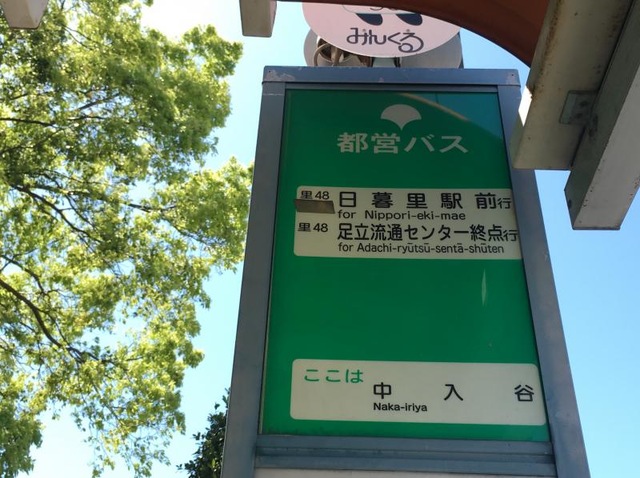 みんくる
都営バス
里48 日暮里駅前行
for Nippori-eki-mae
里48 足立流通センター終点行
for Adachi-ryūtsū-sentā-shūten
ここは
中入谷
Naka-iriya